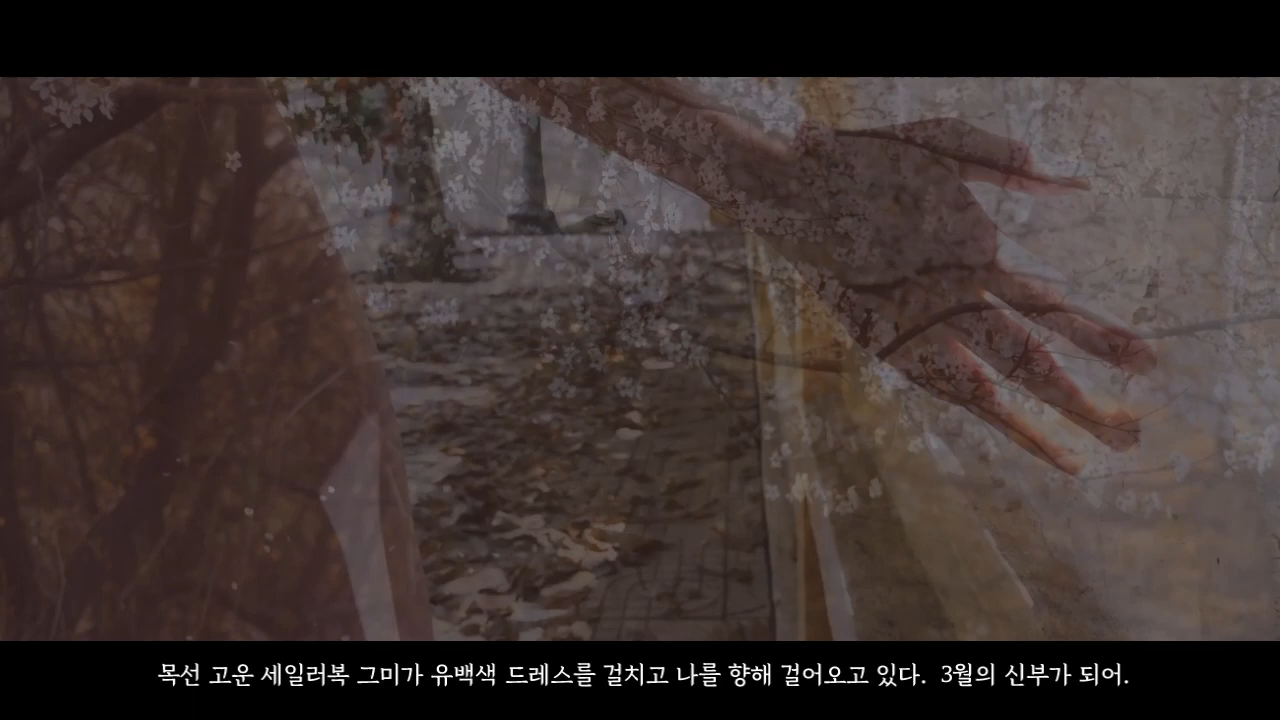 목선 고운 세일러복 그미가 유백색 드레스를 걸치고 나를 향해 걸어오고 있다. 3월의 신부가 되어.